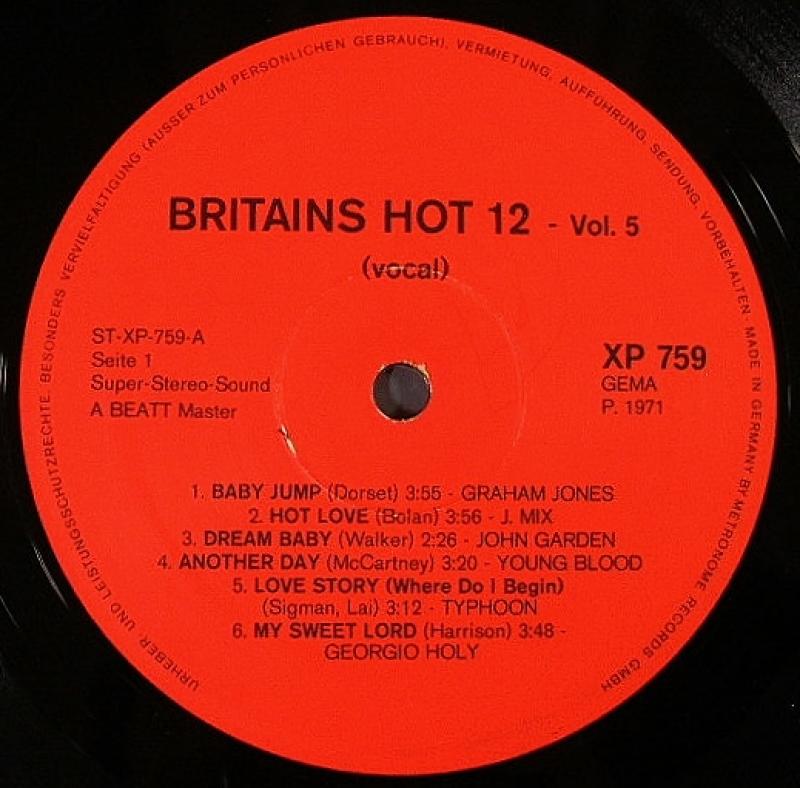 URHEBER- UND LEISTUNGSSCHUTZRECHTE, BESONDERS VERVIELFÄLTIGUNG (AUSSER ZUM PERSÖNLICHEN GEBRAUCH), VERMIETUNG, AUFFÜHRUNG, SENDUNG, VORBEHALTEN · MADE IN GERMANY BY METRONOME RECORDS GMBH
BRITAINS HOT 12 - Vol. 5
(vocal)
ST-XP-759-A
Seite 1
Super-Stereo-Sound
A BEATT Master
XP 759
GEMA
P. 1971
1. BABY JUMP (Dorset) 3:55 - GRAHAM JONES
2. HOT LOVE (Bolan) 3:56 - J. MIX
3. DREAM BABY (Walker) 2:26 - JOHN GARDEN
4. ANOTHER DAY (McCartney) 3:20 - YOUNG BLOOD
5. LOVE STORY (Where Do I Begin)
(Sigman, Lai) 3:12 - TYPHOON
6. MY SWEET LORD (Harrison) 3:48 -
GEORGIO HOLY